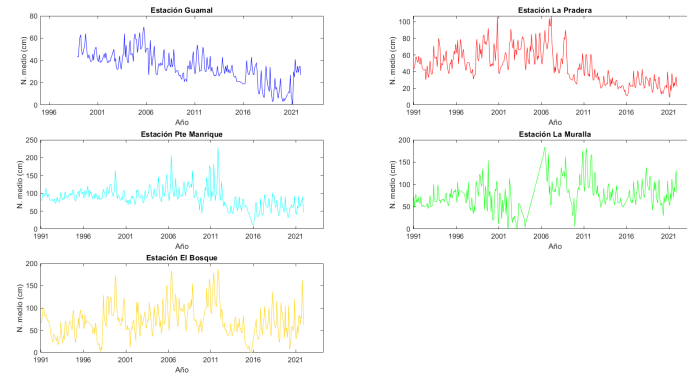 Estación Guamal
80
60
40
20
0
N. medio (cm)
1996 2001 2006 2011 2016 2021
Año
Estación La Pradera
100
80
60
40
20
0
N. medio (cm)
1991 1996 2001 2006 2011 2016 2021
Año
Estación Pte Manrique
250
200
150
100
50
0
N. medio (cm)
1991 1996 2001 2006 2011 2016 2021
Año
Estación La Muralla
200
150
100
50
0
N. medio (cm)
1991 1996 2001 2006 2011 2016 2021
Año
Estación El Bosque
200
150
100
50
0
N. medio (cm)
1991 1996 2001 2006 2011 2016 2021
Año